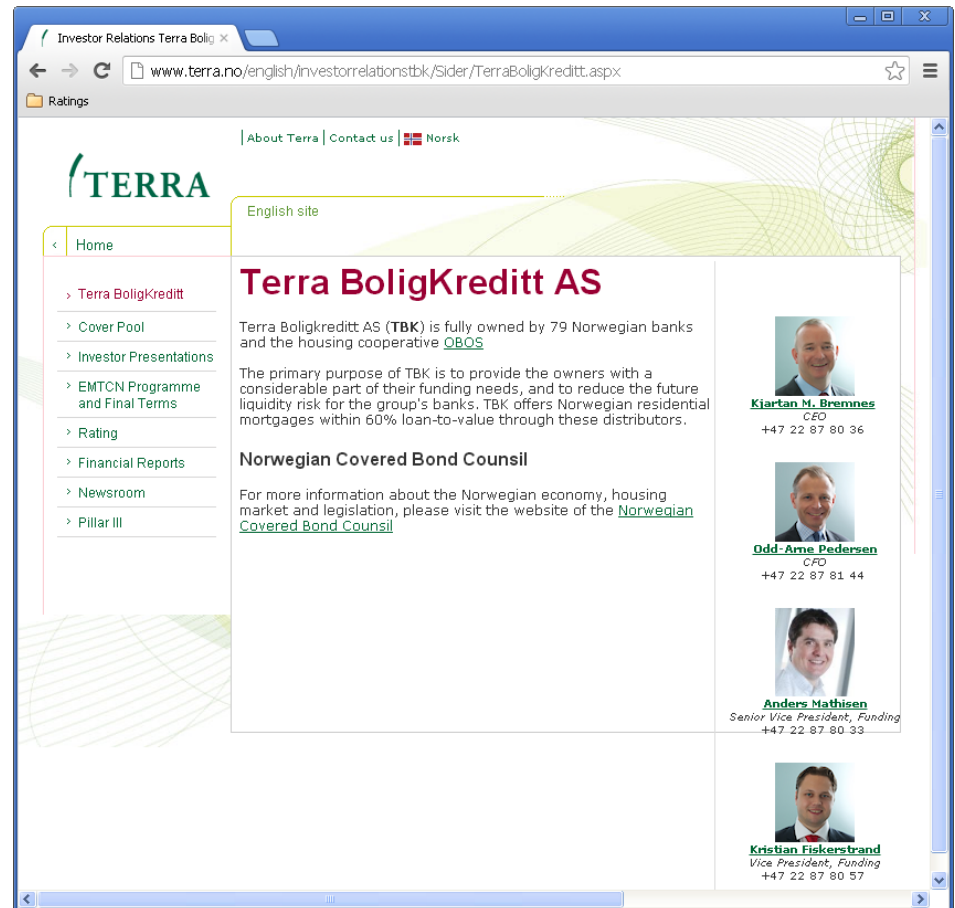 Investor Relations Terra Bolig
www.terra.no/english/investorrelationstbk/Sider/TerraBoligKreditt.aspx
Ratings
About Terra | Contact us | Norsk
TERRA
English site
Home
Terra BoligKreditt
Cover Pool
Investor Presentations
EMTCN Programme
and Final Terms
Rating
Financial Reports
Newsroom
Pillar III
Terra BoligKreditt AS
Terra Boligkreditt AS (TBK) is fully owned by 79 Norwegian banks
and the housing cooperative OBOS
The primary purpose of TBK is to provide the owners with a
considerable part of their funding needs, and to reduce the future
liquidity risk for the group's banks. TBK offers Norwegian residential
mortgages within 60% loan-to-value through these distributors.
Norwegian Covered Bond Counsil
For more information about the Norwegian economy, housing
market and legislation, please visit the website of the Norwegian
Covered Bond Counsil
Kjartan M. Bremnes
CEO
+47 22 87 80 36
Odd-Arne Pedersen
CFO
+47 22 87 81 44
Anders Mathisen
Senior Vice President, Funding
+47 22 87 80 33
Kristian Fiskerstrand
Vice President, Funding
+47 22 87 80 57